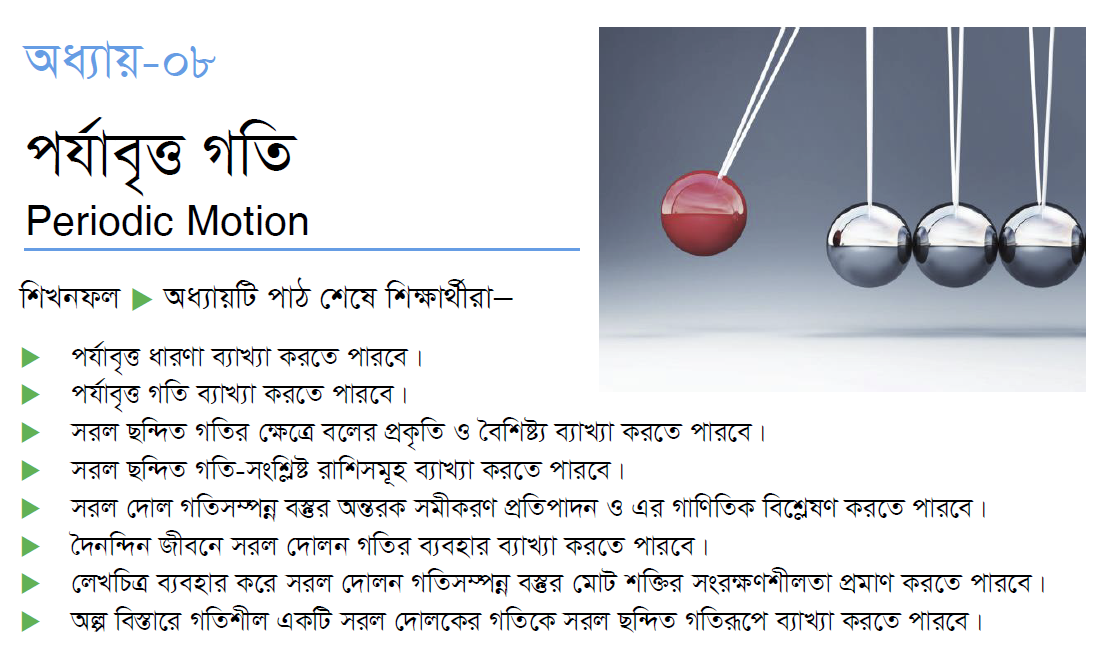 অধ্যায়-০৮
পর্যাবৃত্ত গতি
Periodic Motion
শিখনফল ▶ অধ্যায়টি পাঠ শেষে শিক্ষার্থীরা–
▶ পর্যাবৃত্ত ধারণা ব্যাখ্যা করতে পারবে।
▶ পর্যাবৃত্ত গতি ব্যাখ্যা করতে পারবে।
▶ সরল ছন্দিত গতির ক্ষেত্রে বলের প্রকৃতি ও বৈশিষ্ট্য ব্যাখ্যা করতে পারবে।
▶ সরল ছন্দিত গতি-সংশ্লিষ্ট রাশিসমূহ ব্যাখ্যা করতে পারবে।
▶ সরল দোল গতিসম্পন্ন বস্তুর অন্তরক সমীকরণ প্রতিপাদন ও এর গাণিতিক বিশ্লেষণ করতে পারবে।
▶ দৈনন্দিন জীবনে সরল দোলন গতির ব্যবহার ব্যাখ্যা করতে পারবে।
▶ লেখচিত্র ব্যবহার করে সরল দোলন গতিসম্পন্ন বস্তুর মোট শক্তির সংরক্ষণশীলতা প্রমাণ করতে পারবে।
▶ অল্প বিস্তারে গতিশীল একটি সরল দোলকের গতিকে সরল ছন্দিত গতিরূপে ব্যাখ্যা করতে পারবে।